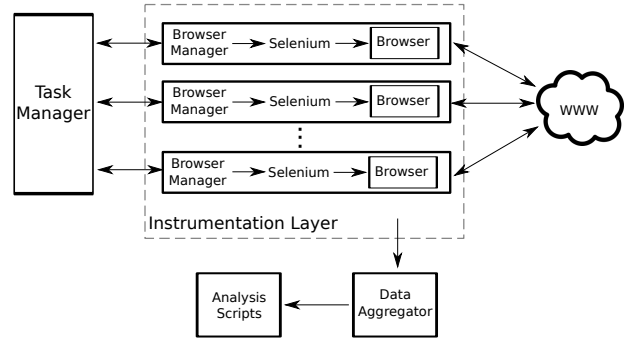 Task
Manager
Browser
Manager
Selenium
Browser
Browser
Manager
Selenium
Browser
Browser
Manager
Selenium
Browser
Instrumentation Layer
WWW
Analysis
Scripts
Data
Aggregator